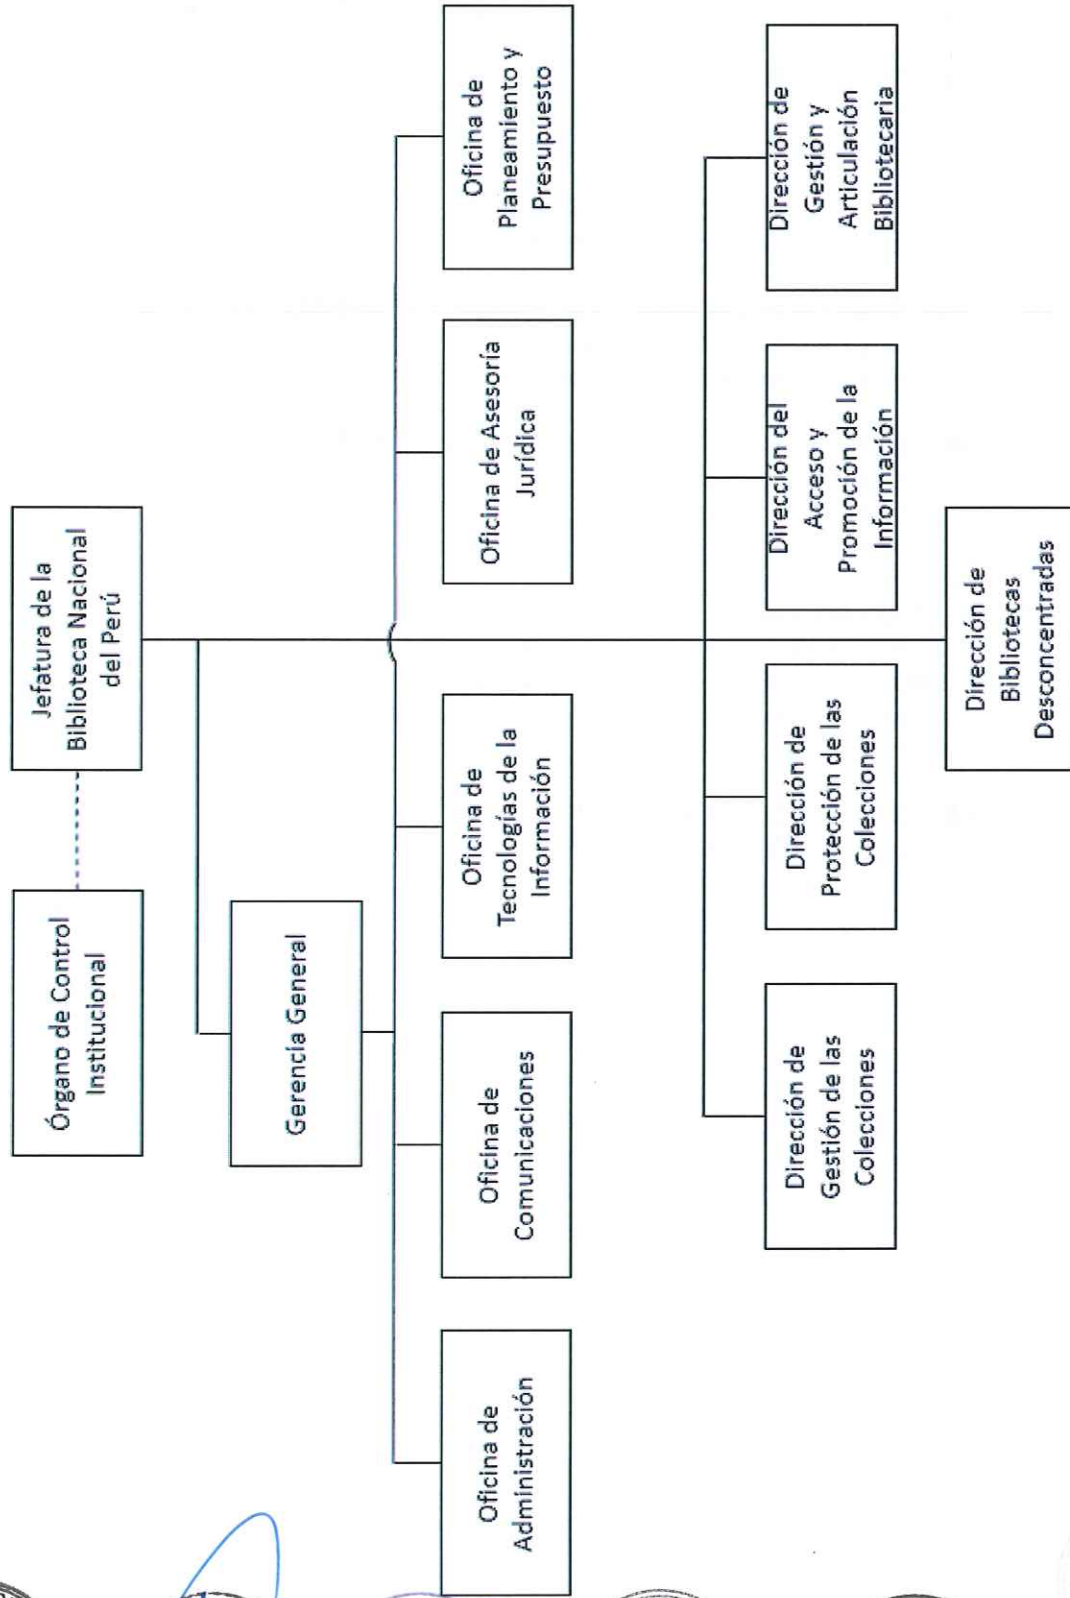 Órgano de Control
Institucional
Jefatura de la
Biblioteca Nacional
del Perú
Gerencia General
Oficina de
Administración
Oficina de
Comunicaciones
Oficina de
Tecnologías de la
Información
Oficina de Asesoría
Jurídica
Oficina de
Planeamiento y
Presupuesto
Dirección de
Gestión de las
Colecciones
Dirección de
Protección de las
Colecciones
Dirección del
Acceso y
Promoción de la
Información
Dirección de
Gestión y
Articulación
Bibliotecaria
Dirección de
Bibliotecas
Desconcentradas